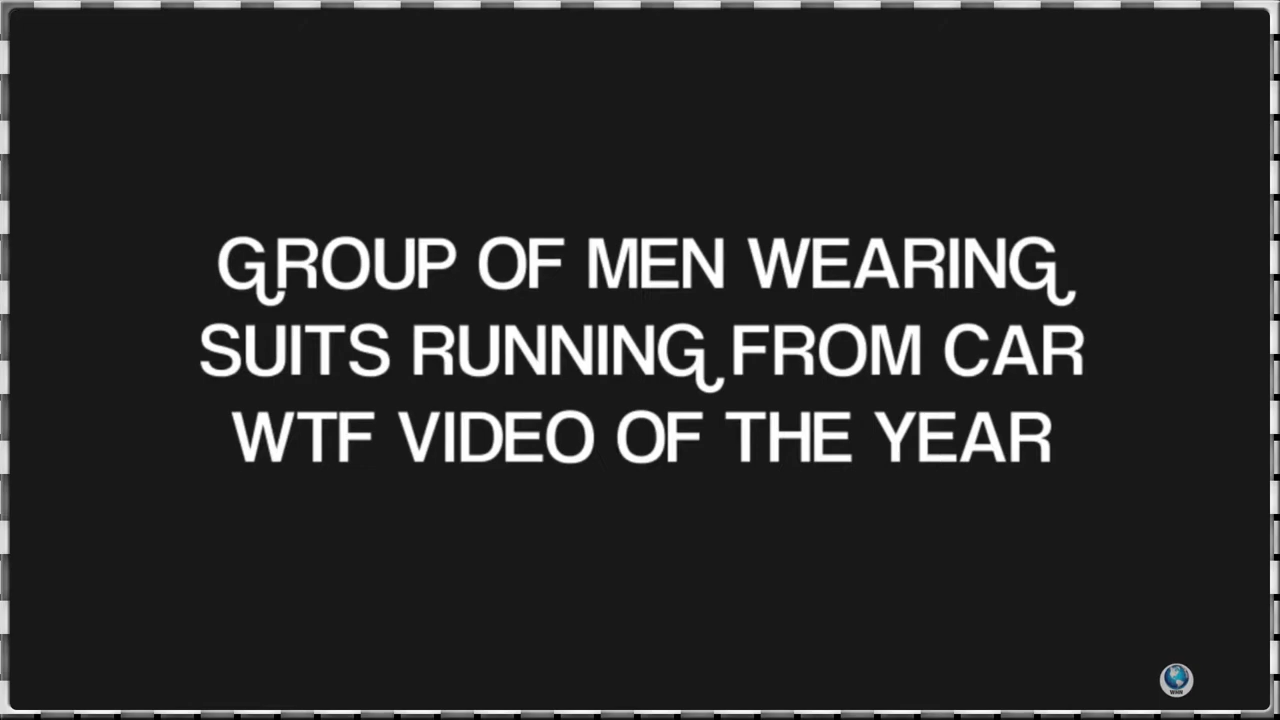 GROUP OF MEN WEARING
SUITS RUNNING FROM CAR
WTF VIDEO OF THE YEAR